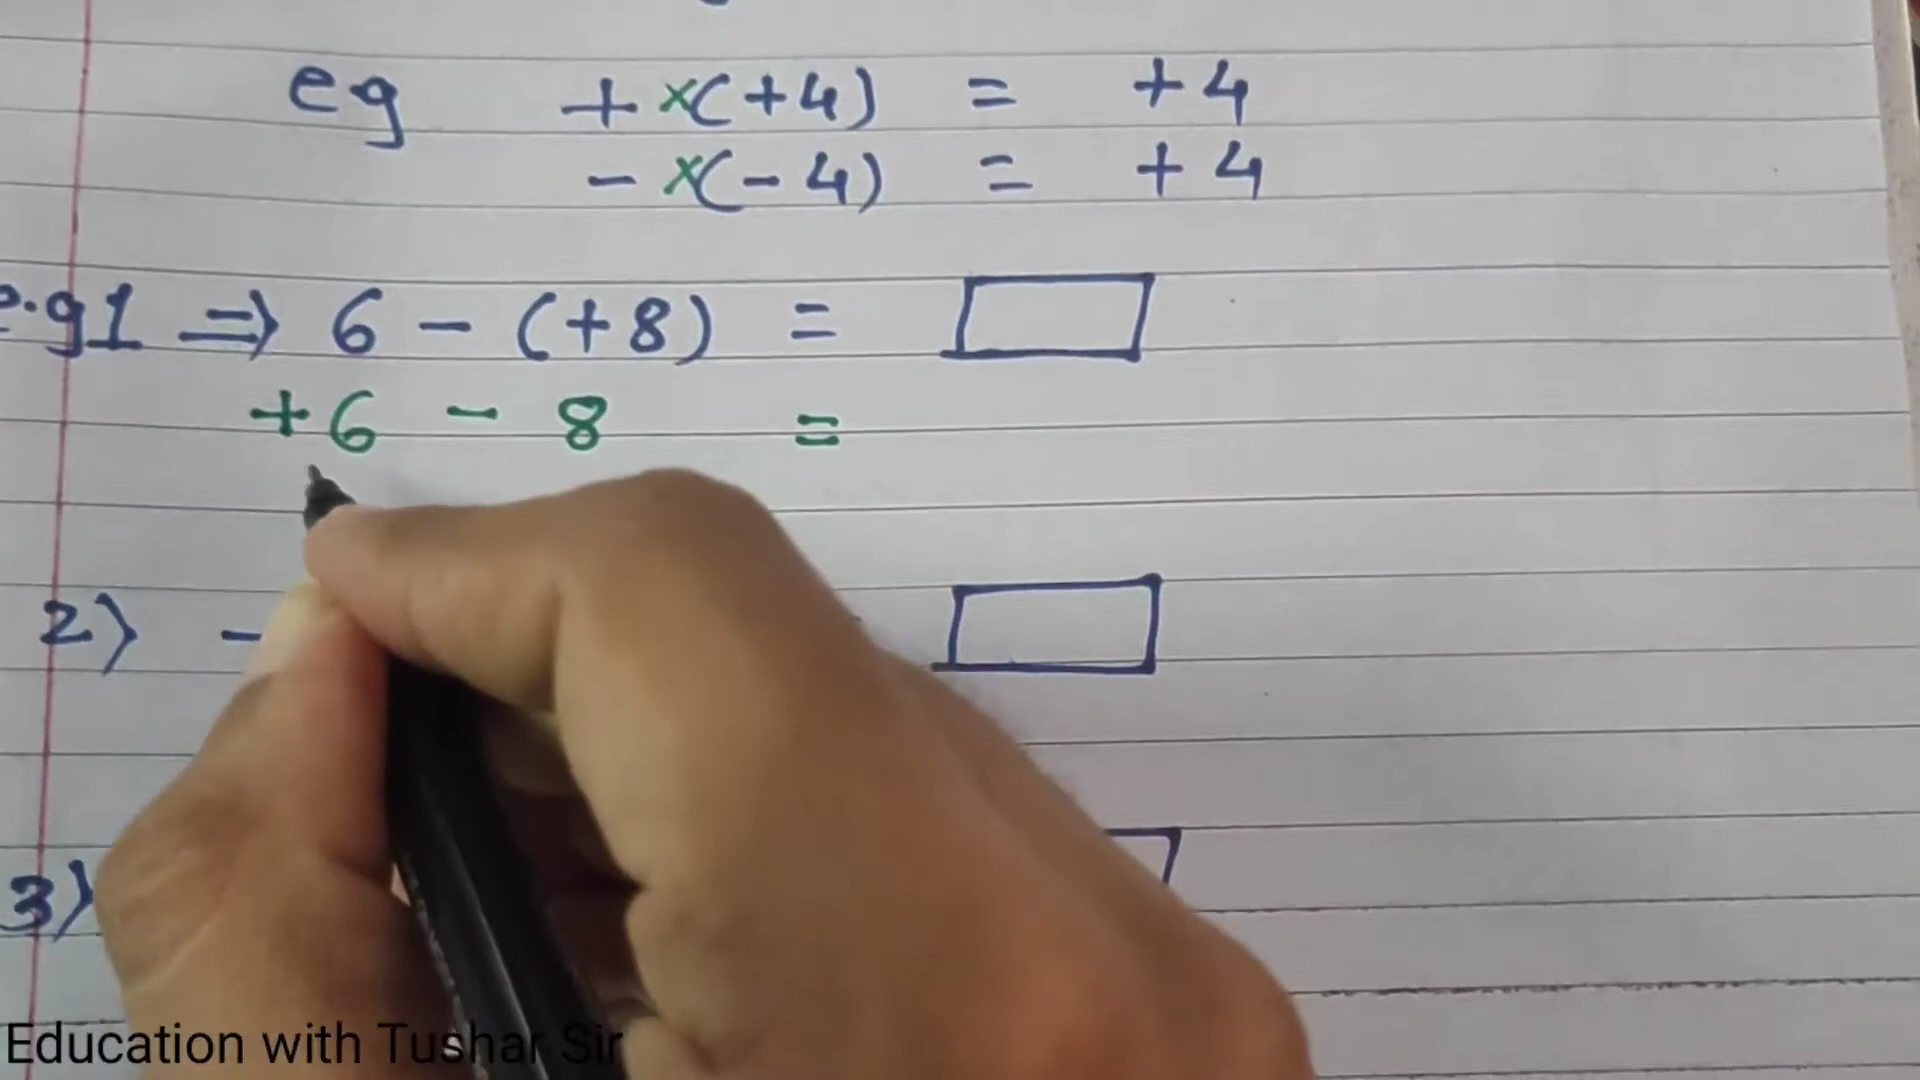 eg +×(+4) = +4
-×(-4) = +4
e.g1 ⇒ 6 - (+8) =
+6 - 8 =
2) -
3)
Education with Tushar Sir